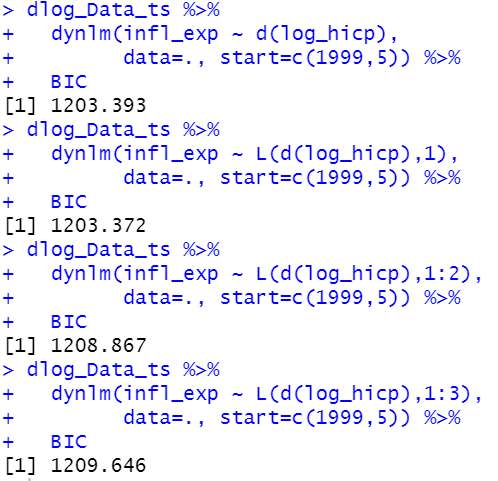 > dlog_Data_ts %>%
+   dynlm(infl_exp ~ d(log_hicp),
+         data=., start=c(1999,5)) %>%
+   BIC
[1] 1203.393
> dlog_Data_ts %>%
+   dynlm(infl_exp ~ L(d(log_hicp),1),
+         data=., start=c(1999,5)) %>%
+   BIC
[1] 1203.372
> dlog_Data_ts %>%
+   dynlm(infl_exp ~ L(d(log_hicp),1:2),
+         data=., start=c(1999,5)) %>%
+   BIC
[1] 1208.867
> dlog_Data_ts %>%
+   dynlm(infl_exp ~ L(d(log_hicp),1:3),
+         data=., start=c(1999,5)) %>%
+   BIC
[1] 1209.646